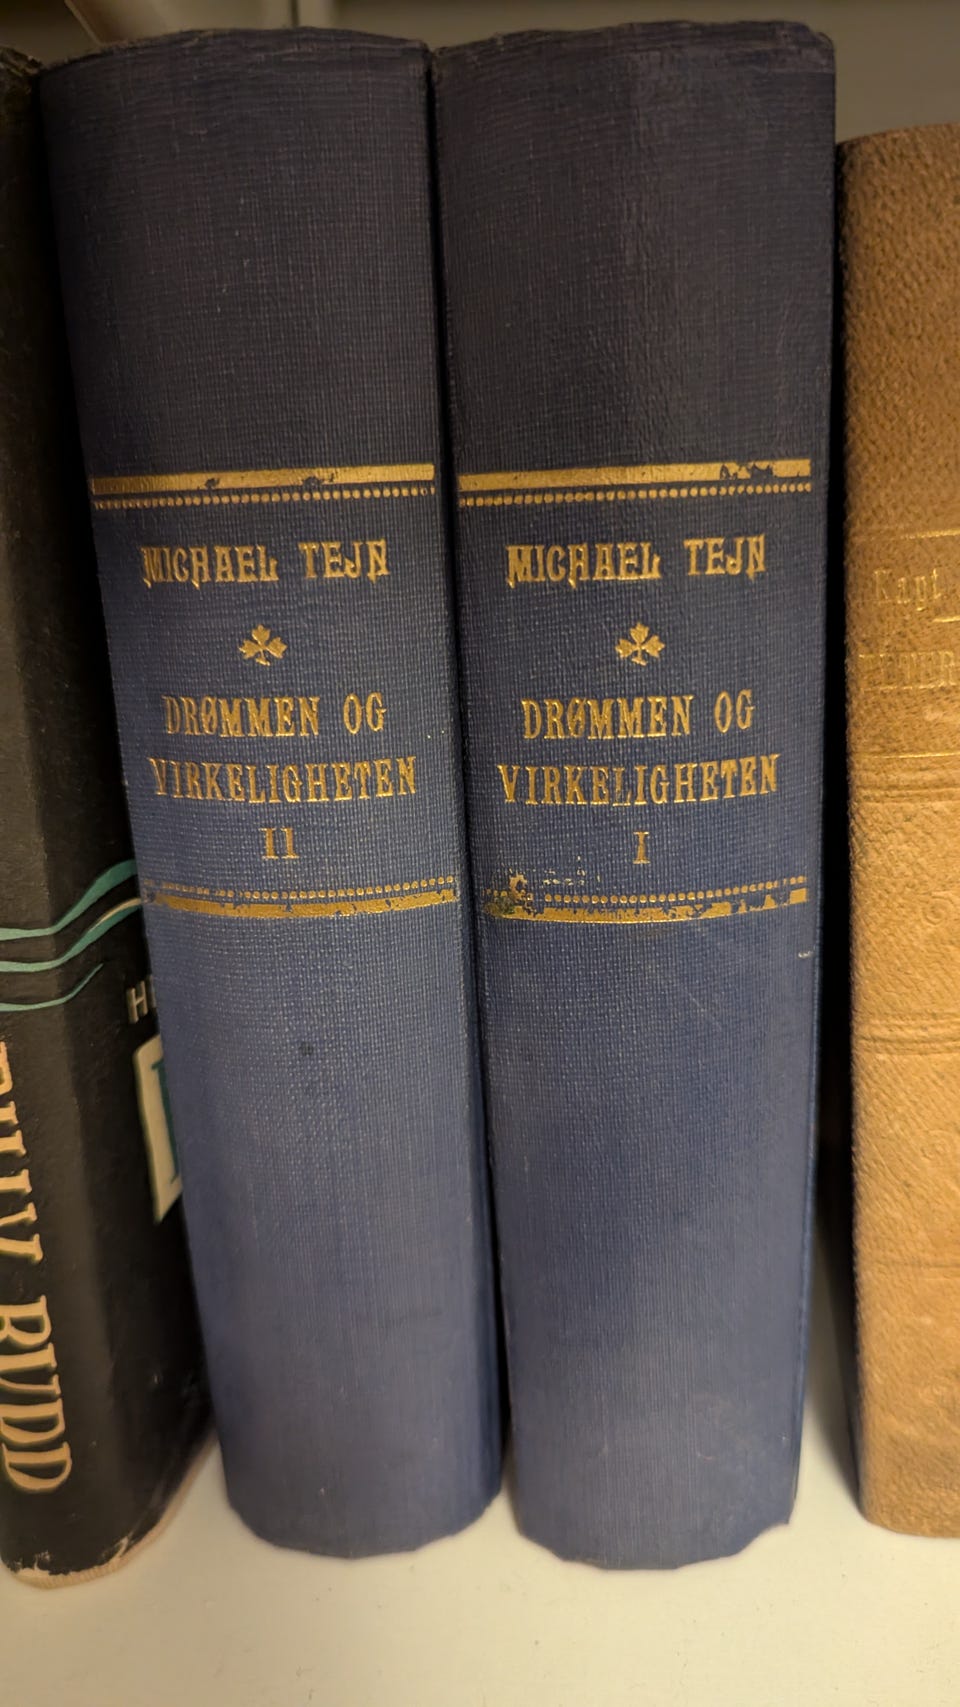 MICHAEL TEJN
DRØMMEN OG
VIRKELIGHETEN
II
MICHAEL TEJN
DRØMMEN OG
VIRKELIGHETEN
I
BUDD
Kapt